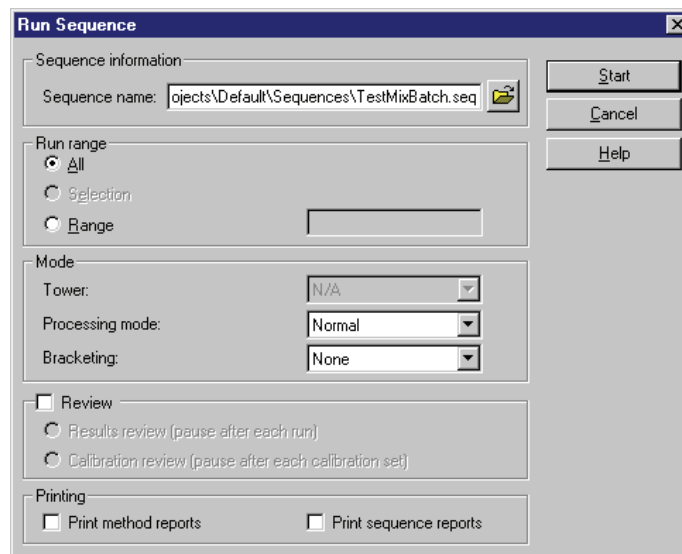 Run Sequence
Sequence information
Sequence name: ojects\Default\Sequences\TestMixBatch.seq
Start
Cancel
Help
Run range
All
Selection
Range
Mode
Tower: N/A
Processing mode: Normal
Bracketing: None
Review
Results review (pause after each run)
Calibration review (pause after each calibration set)
Printing
Print method reports Print sequence reports